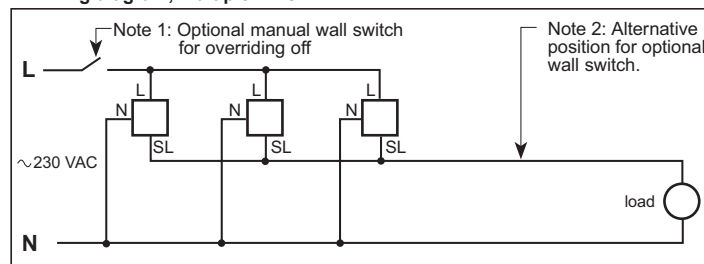 Note 1: Optional manual wall switch
for overriding off
Note 2: Alternative
position for optional
wall switch.
L
L
L
L
N
N
N
SL
SL
SL
~230 VAC
load
N